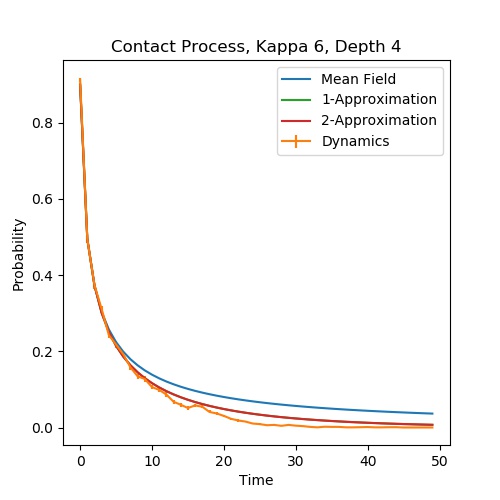 Contact Process, Kappa 6, Depth 4
Mean Field
1-Approximation
2-Approximation
Dynamics
Probability
0.8
0.6
0.4
0.2
0.0
0 10 20 30 40 50
Time